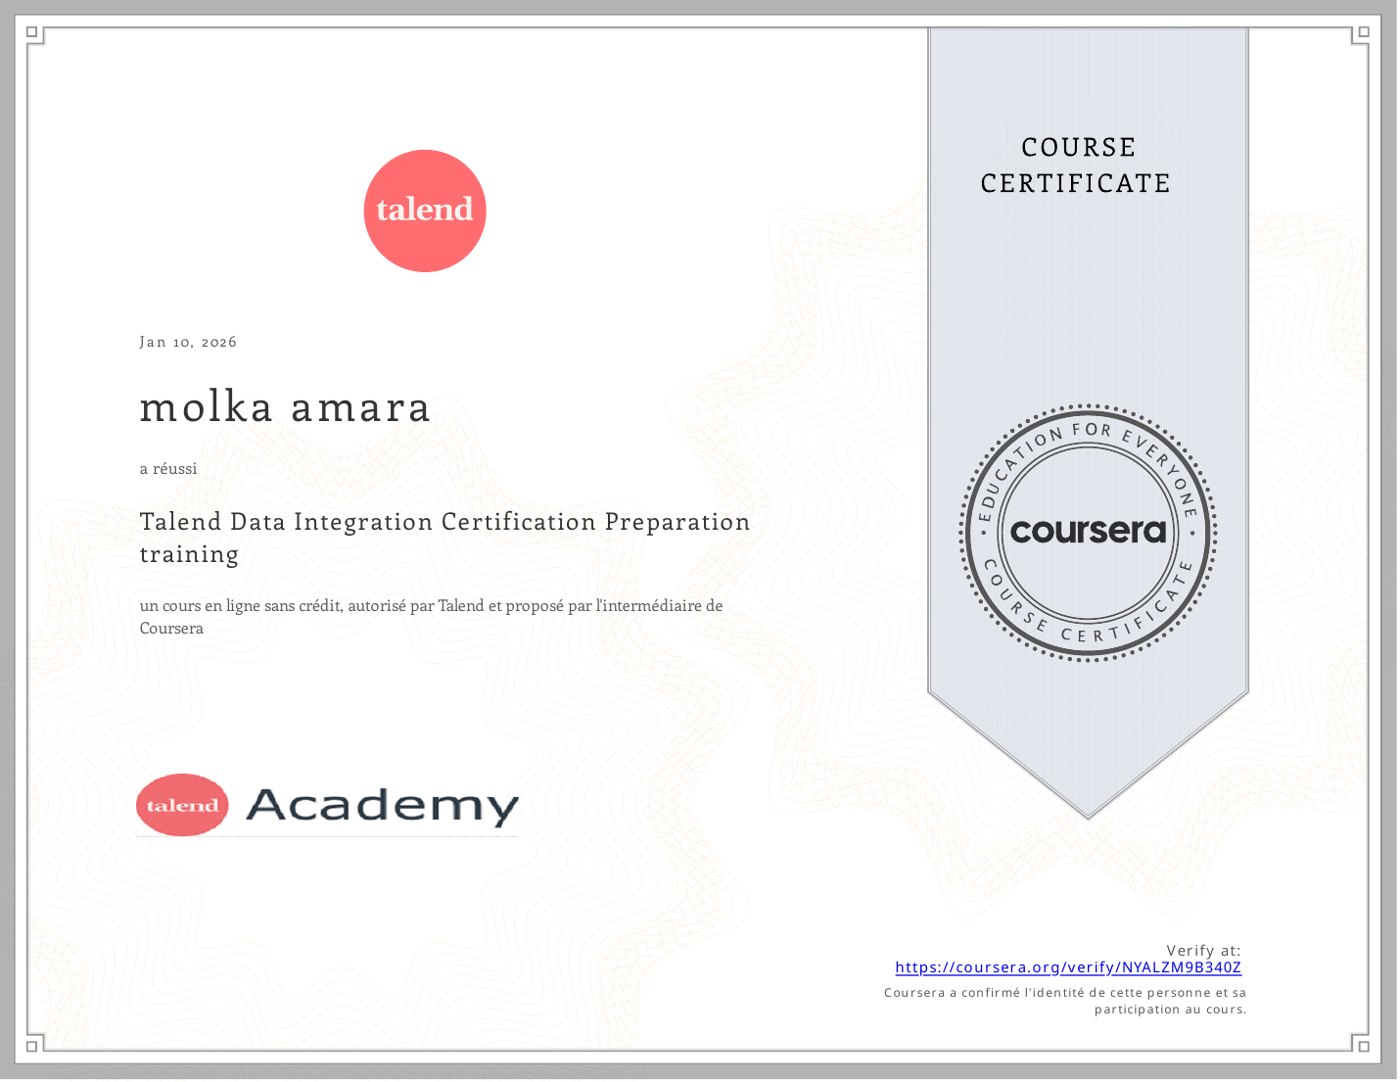 talend
COURSE
CERTIFICATE
Jan 10, 2026
molka amara
a réussi
Talend Data Integration Certification Preparation
training
un cours en ligne sans crédit, autorisé par Talend et proposé par l'intermédiaire de
Coursera
EDUCATION FOR EVERYONE
coursera
COURSE CERTIFICATE
talend Academy
Verify at:
https://coursera.org/verify/NYALZM9B340Z
Coursera a confirmé l'identité de cette personne et sa
participation au cours.